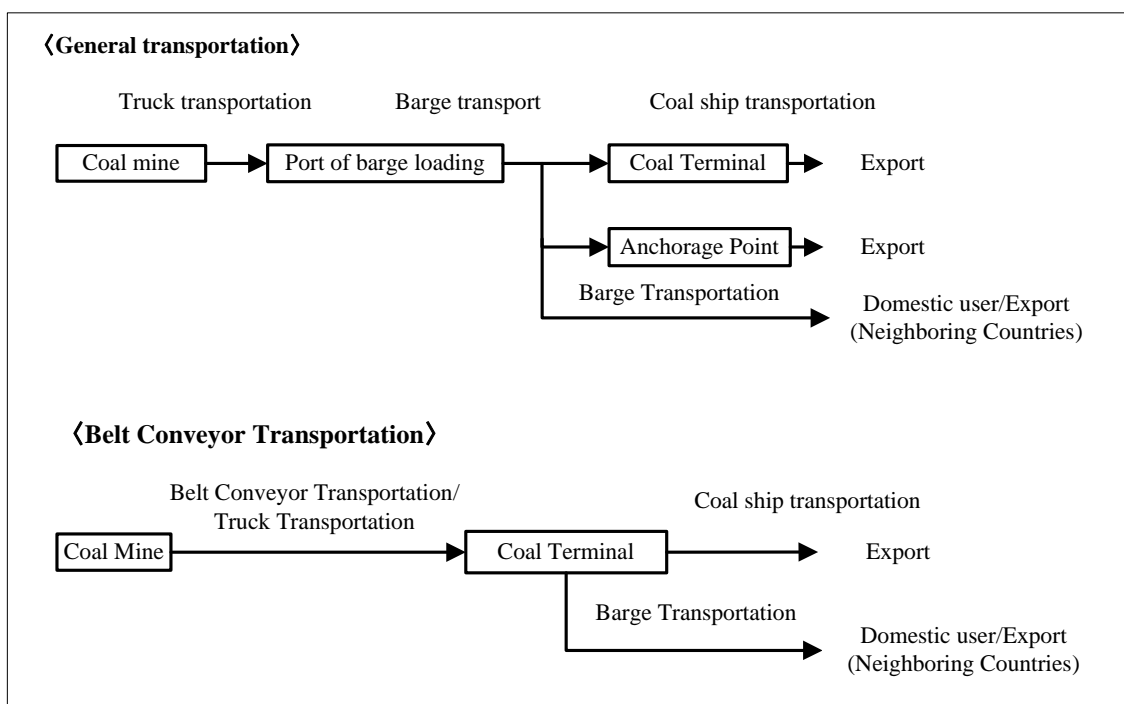 〈General transportation〉
Truck transportation
Barge transport
Coal ship transportation
Coal mine
Port of barge loading
Coal Terminal
Export
Anchorage Point
Export
Barge Transportation
Domestic user/Export
(Neighboring Countries)
〈Belt Conveyor Transportation〉
Belt Conveyor Transportation/
Truck Transportation
Coal ship transportation
Coal Mine
Coal Terminal
Export
Barge Transportation
Domestic user/Export
(Neighboring Countries)